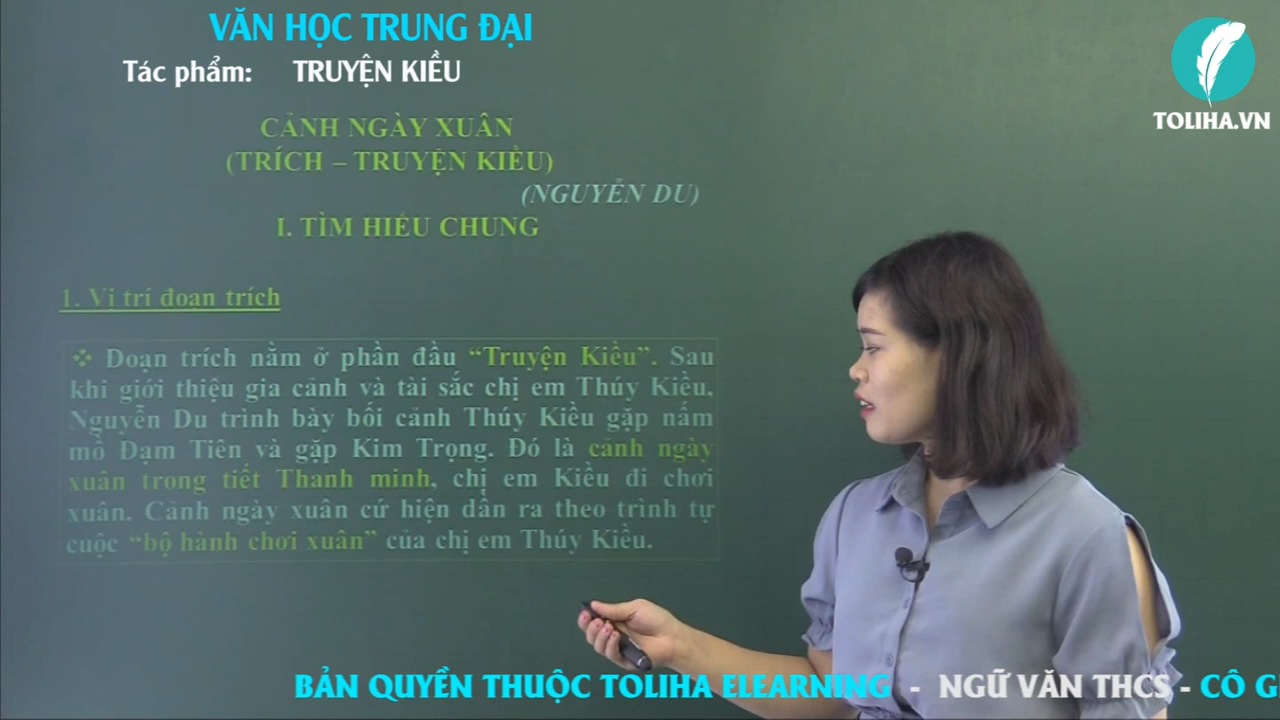 VĂN HỌC TRUNG ĐẠI
Tác phẩm: TRUYỆN KIỀU
TOLIHA.VN
CẢNH NGÀY XUÂN
(TRÍCH – TRUYỆN KIỀU)
(NGUYỄN DU)
I. TÌM HIỂU CHUNG
1. Vị trí đoạn trích
❖ Đoạn trích nằm ở phần đầu “Truyện Kiều”. Sau
khi giới thiệu gia cảnh và tài sắc chị em Thúy Kiều,
Nguyễn Du trình bày bối cảnh Thúy Kiều gặp nấm
mồ Đạm Tiên và gặp Kim Trọng. Đó là cảnh ngày
xuân trong tiết Thanh minh, chị em Kiều đi chơi
xuân. Cảnh ngày xuân cứ hiện dần ra theo trình tự
cuộc “bộ hành chơi xuân” của chị em Thúy Kiều.
BẢN QUYỀN THUỘC TOLIHA ELEARNING - NGỮ VĂN THCS - CÔ G